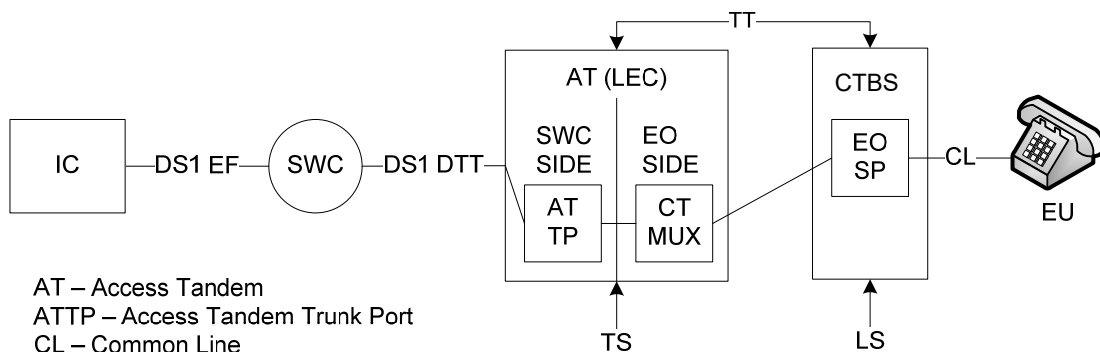 TT
AT (LEC)
CTBS
SWC
SIDE
EO
SIDE
IC
DS1 EF
SWC
DS1 DTT
AT
TP
CT
MUX
EO
SP
CL
EU
AT – Access Tandem
ATTP – Access Tandem Trunk Port
CL – Common Line
TS
LS